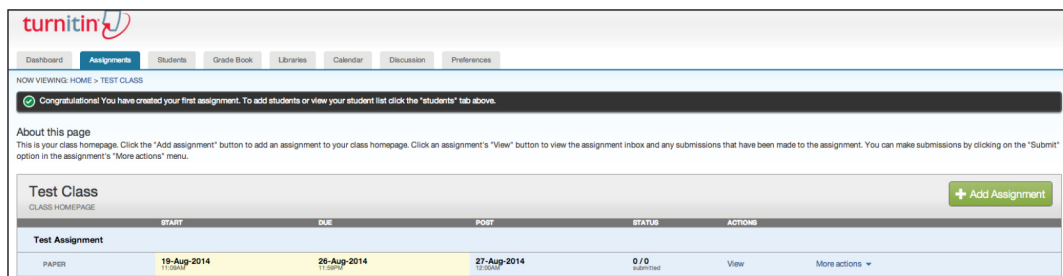 turnitin
Dashboard Assignments Students Grade Book Libraries Calendar Discussion Preferences
NOW VIEWING: HOME > TEST CLASS
Congratulations! You have created your first assignment. To add students or view your student list click the "students" tab above.
About this page
This is your class homepage. Click the "Add assignment" button to add an assignment to your class homepage. Click an assignment's "View" button to view the assignment inbox and any submissions that have been made to the assignment. You can make submissions by clicking on the "Submit"
option in the assignment's "More actions" menu.
Test Class
+ Add Assignment
CLASS HOMEPAGE
START DUE POST STATUS ACTIONS
Test Assignment
PAPER 19-Aug-2014 26-Aug-2014 27-Aug-2014 0 / 0 View More actions
11:09AM 11:59PM 12:00AM submitted